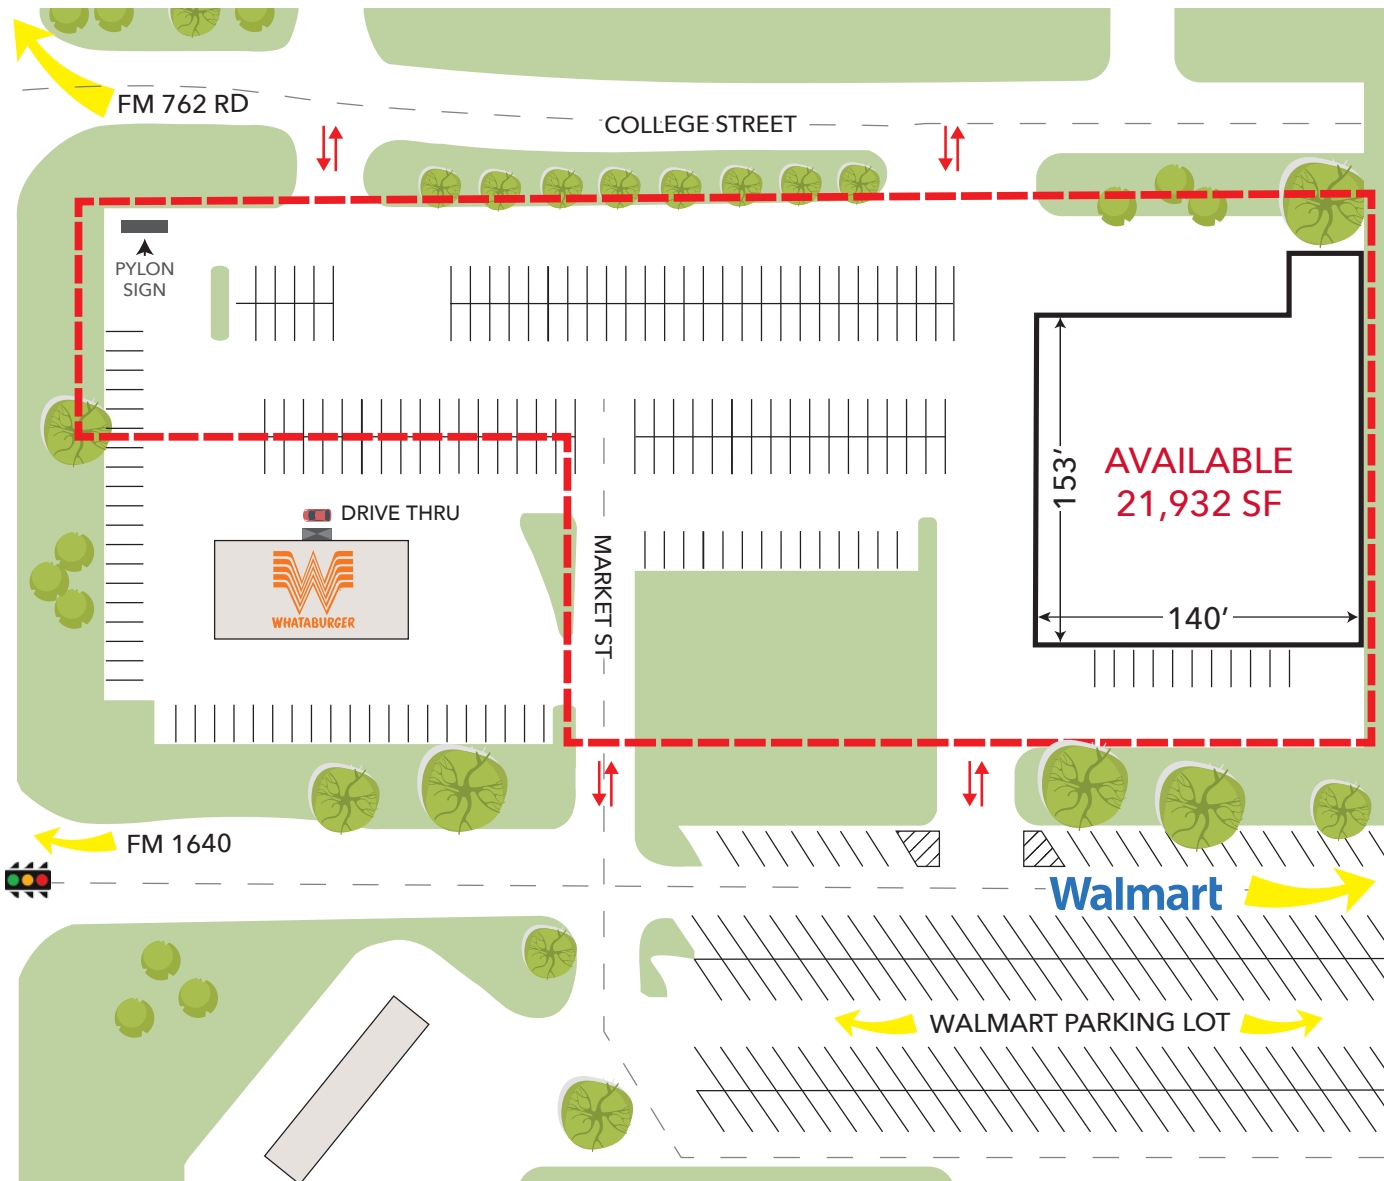 FM 762 RD
COLLEGE STREET
PYLON
SIGN
AVAILABLE
21,932 SF
153’
140’
DRIVE THRU
WHATABURGER
MARKET ST
FM 1640
Walmart
WALMART PARKING LOT